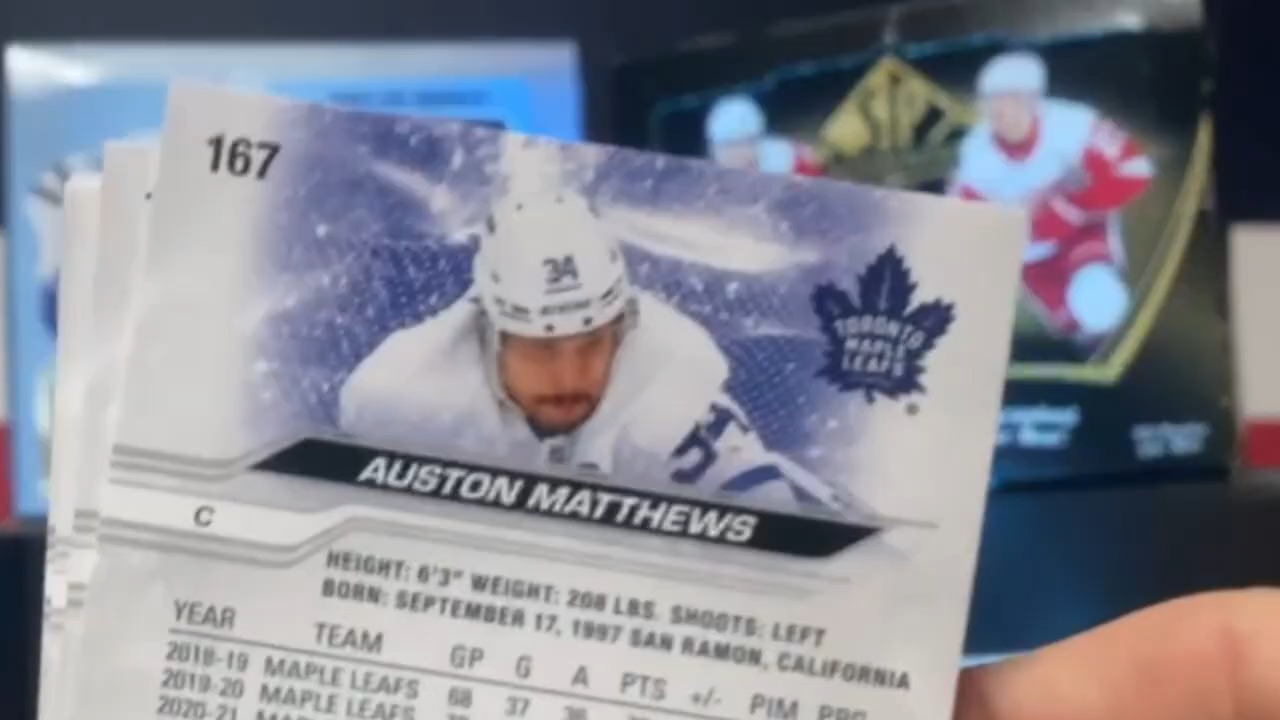 167
34
TORONTO
MAPLE
LEAFS
AUSTON MATTHEWS
C
HEIGHT: 6'3" WEIGHT: 208 LBS. SHOOTS: LEFT
BORN: SEPTEMBER 17, 1997 SAN RAMON, CALIFORNIA
YEAR TEAM GP G A PTS +/- PIM PPG
2018-19 MAPLE LEAFS 68 37 36
2019-20 MAPLE LEAFS
2020-21